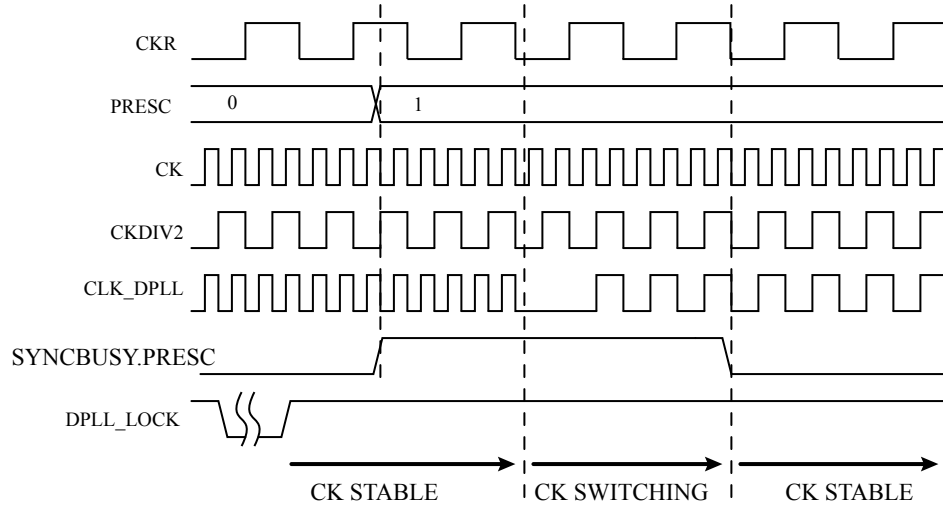 CKR
PRESC
0 1
CK
CKDIV2
CLK_DPLL
SYNCBUSY.PRESC
DPLL_LOCK
CK STABLE CK SWITCHING CK STABLE